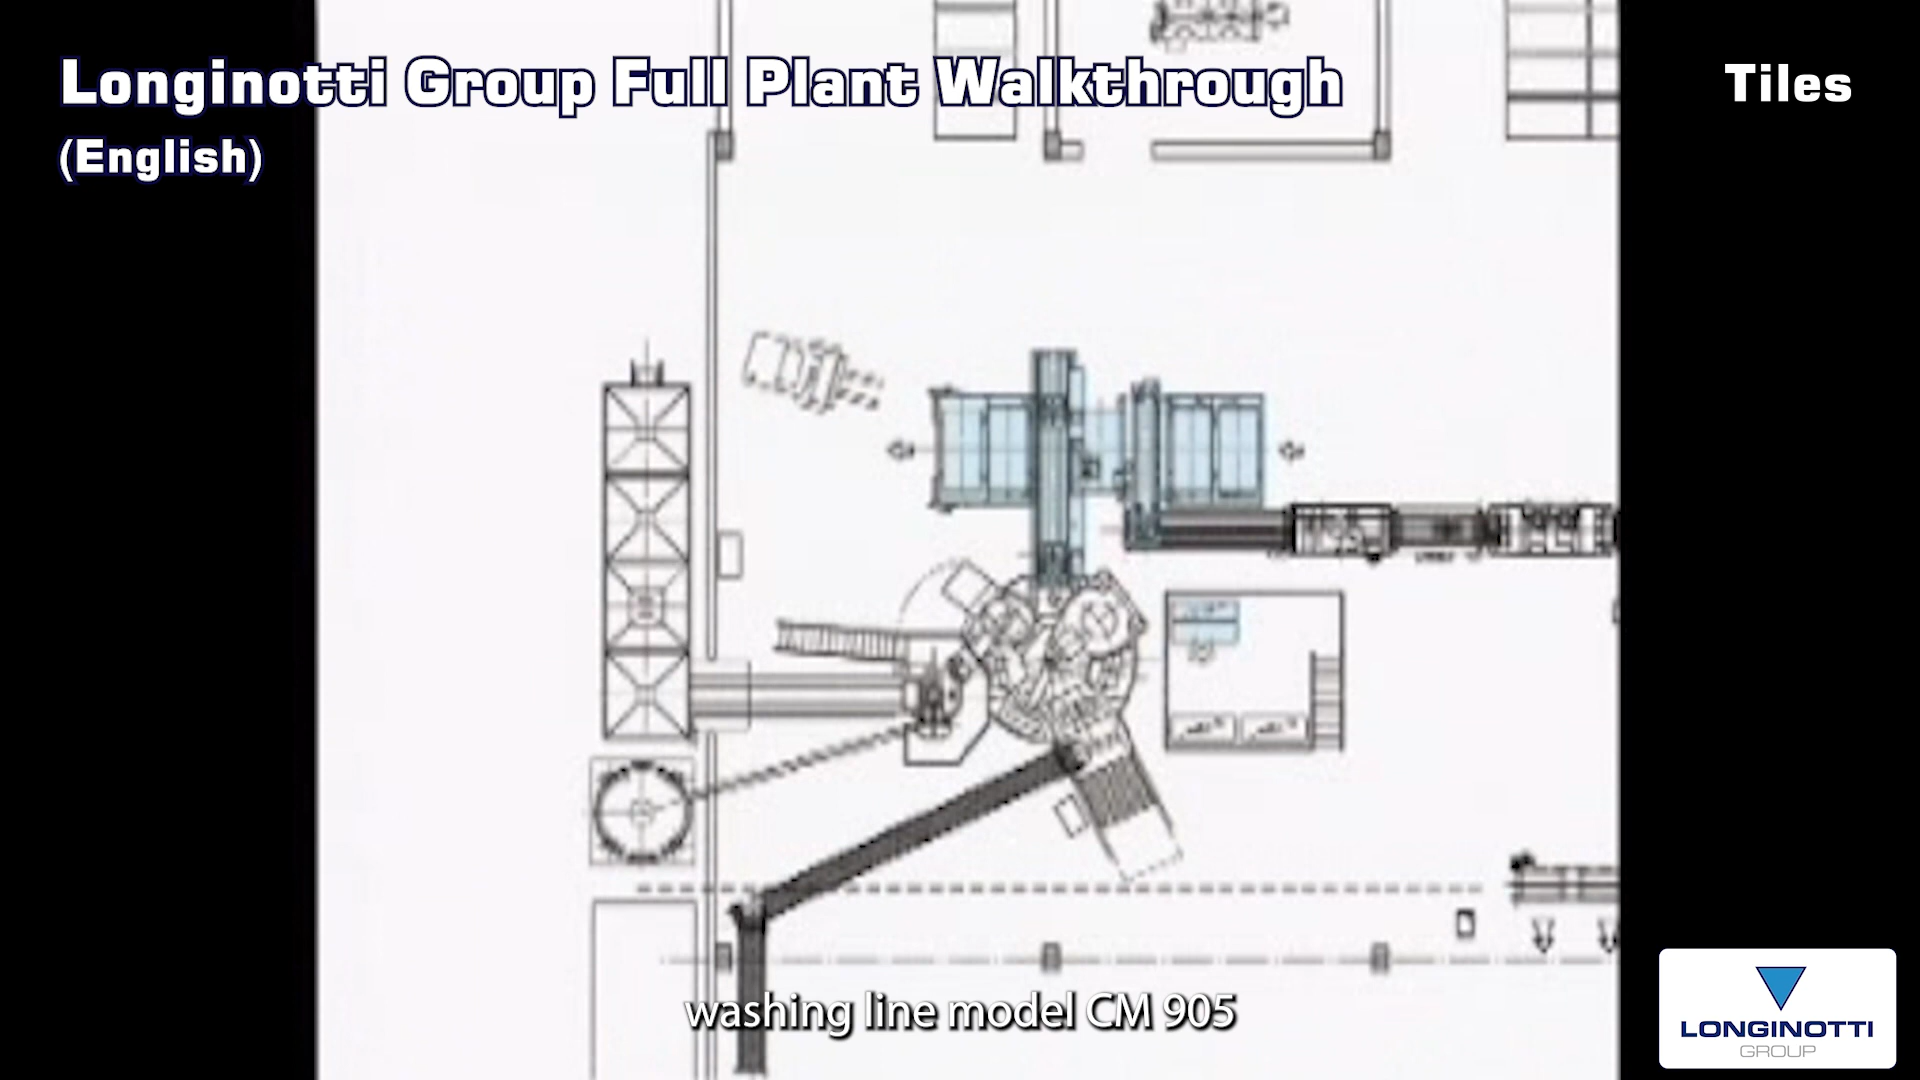 Longinotti Group Full Plant Walkthrough
(English)
Tiles
washing line model CM 905
LONGINOTTI
GROUP